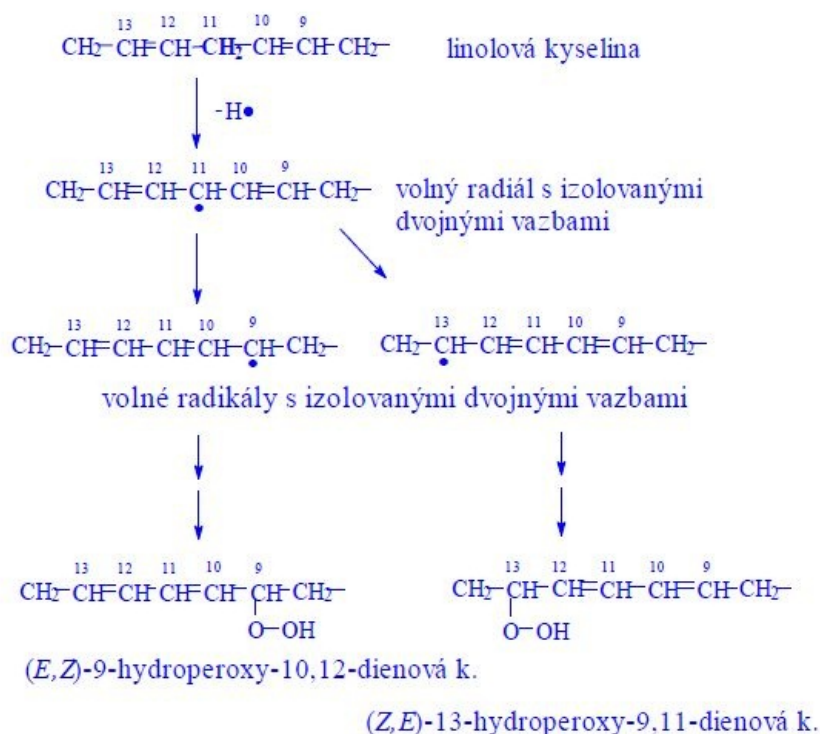 13 12 11 10 9
CH2-CH=CH-CH2-CH=CH-CH2- linolová kyselina
-H•
13 12 11 10 9
CH2-CH=CH-CH-CH=CH-CH2- volný radiál s izolovanými
dvojnými vazbami
13 12 11 10 9 13 12 11 10 9
CH2-CH=CH-CH=CH-CH-CH2- CH2-CH-CH=CH-CH=CH-CH2-
volné radikály s izolovanými dvojnými vazbami
13 12 11 10 9 13 12 11 10 9
CH2-CH=CH-CH=CH-CH-CH2- CH2-CH-CH=CH-CH=CH-CH2-
O-OH O-OH
(E,Z)-9-hydroperoxy-10,12-dienová k.
(Z,E)-13-hydroperoxy-9,11-dienová k.